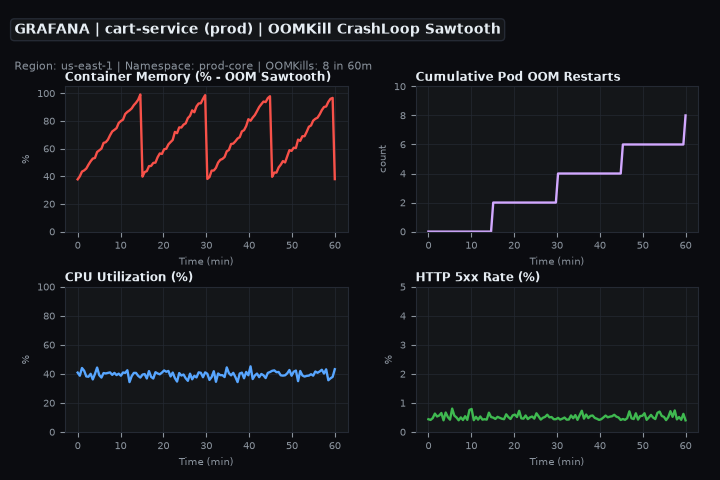 GRAFANA | cart-service (prod) | OOMKill CrashLoop Sawtooth
Region: us-east-1 | Namespace: prod-core | OOMKills: 8 in 60m
Container Memory (% - OOM Sawtooth)
100
80
60
40
20
0
%
0 10 20 30 40 50 60
Time (min)
Cumulative Pod OOM Restarts
10
8
6
4
2
0
count
0 10 20 30 40 50 60
Time (min)
CPU Utilization (%)
100
80
60
40
20
0
%
0 10 20 30 40 50 60
Time (min)
HTTP 5xx Rate (%)
5
4
3
2
1
0
%
0 10 20 30 40 50 60
Time (min)